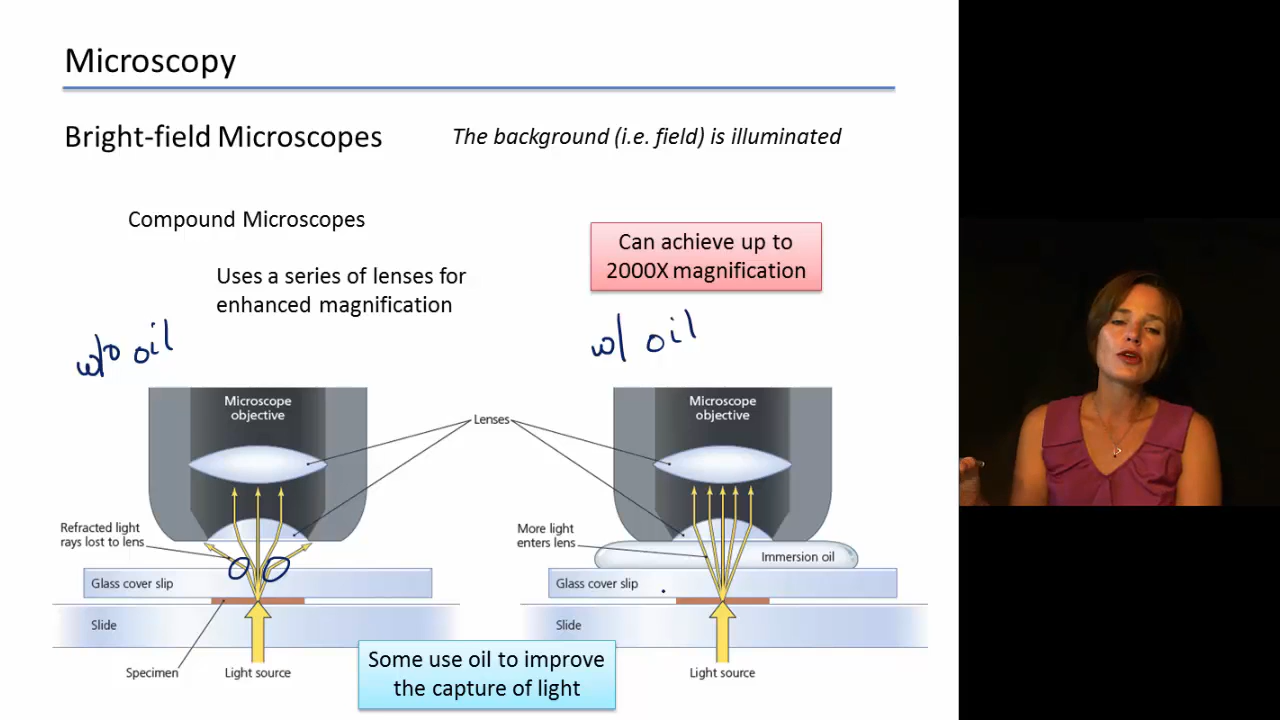 Microscopy
Bright-field Microscopes
The background (i.e. field) is illuminated
Compound Microscopes
Uses a series of lenses for
enhanced magnification
Can achieve up to
2000X magnification
w/o oil
w/ oil
Microscope
objective
Lenses
Microscope
objective
Refracted light
rays lost to lens
More light
enters lens
Immersion oil
Glass cover slip
Glass cover slip
Slide
Slide
Specimen
Light source
Light source
Some use oil to improve
the capture of light